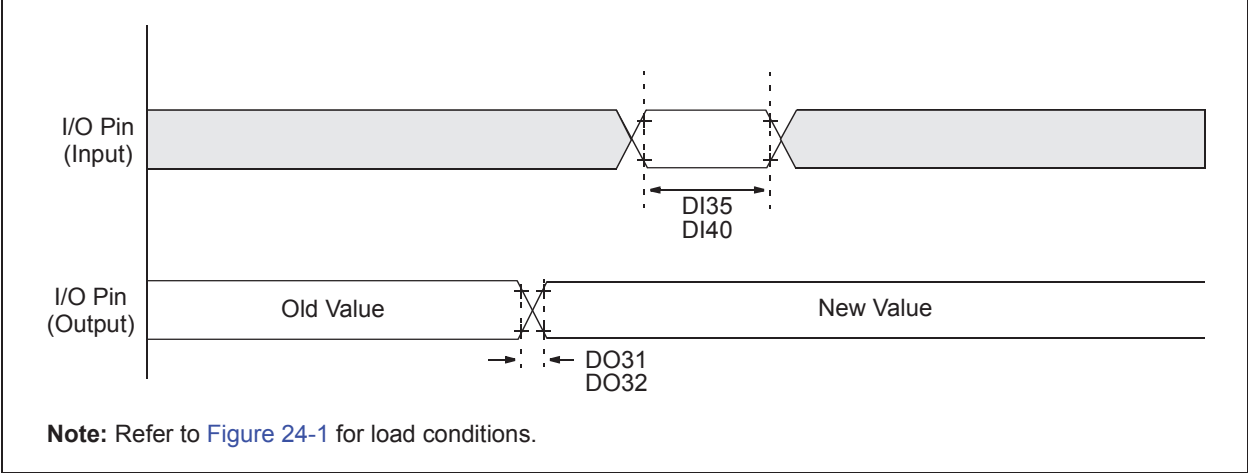 I/O Pin
(Input)
DI35
DI40
I/O Pin
(Output)
Old Value
New Value
DO31
DO32
Note: Refer to Figure 24-1 for load conditions.